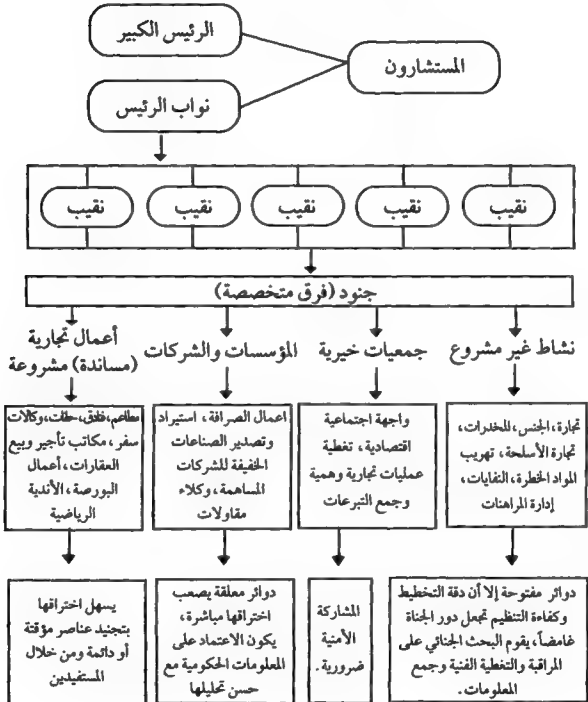 الرئيس الكبير
المستشارون
نواب الرئيس
نقيب
نقيب
نقيب
نقيب
نقيب
جنود (فرق متخصصة)
نشاط غير مشروع
جمعيات خيرية
المؤسسات والشركات
أعمال تجارية
(مساندة) مشروعة
تجارة، الجنس، المخدرات،
تجارة الأسلحة، تهريب
المواد الخطرة، النفايات،
إدارة المراهنات
واجهة اجتماعية
اقتصادية، تغطية
عمليات تجارية وهمية
وجمع التبرعات
اعمال الصرافة، استيراد
وتصدير الصناعات
الخفيفة للشركات
المساهمة، وكلاء
مقاولات
مطاعم، فنادق، وكالات
سفر، مكاتب تأجير وبيع
العقارات، أعمال
البورصة، الأندية
الرياضية
دوائر مفتوحة إلا أن دقة التخطيط
وكفاءة التنظيم تجعل دور الجناة
غامضاً، يقوم البحث الجنائي على
المراقبة والتغطية الفنية وجمع
المعلومات.
المشاركة
الأمنية
ضرورية.
دوائر مغلقة يصعب
اختراقها مباشرة،
يكون الاعتماد على
المعلومات الحكومية مع
حسن تحليلها
يسهل اختراقها
بتجنيد عناصر مؤقتة
أو دائمة ومن خلال
المستفيدين